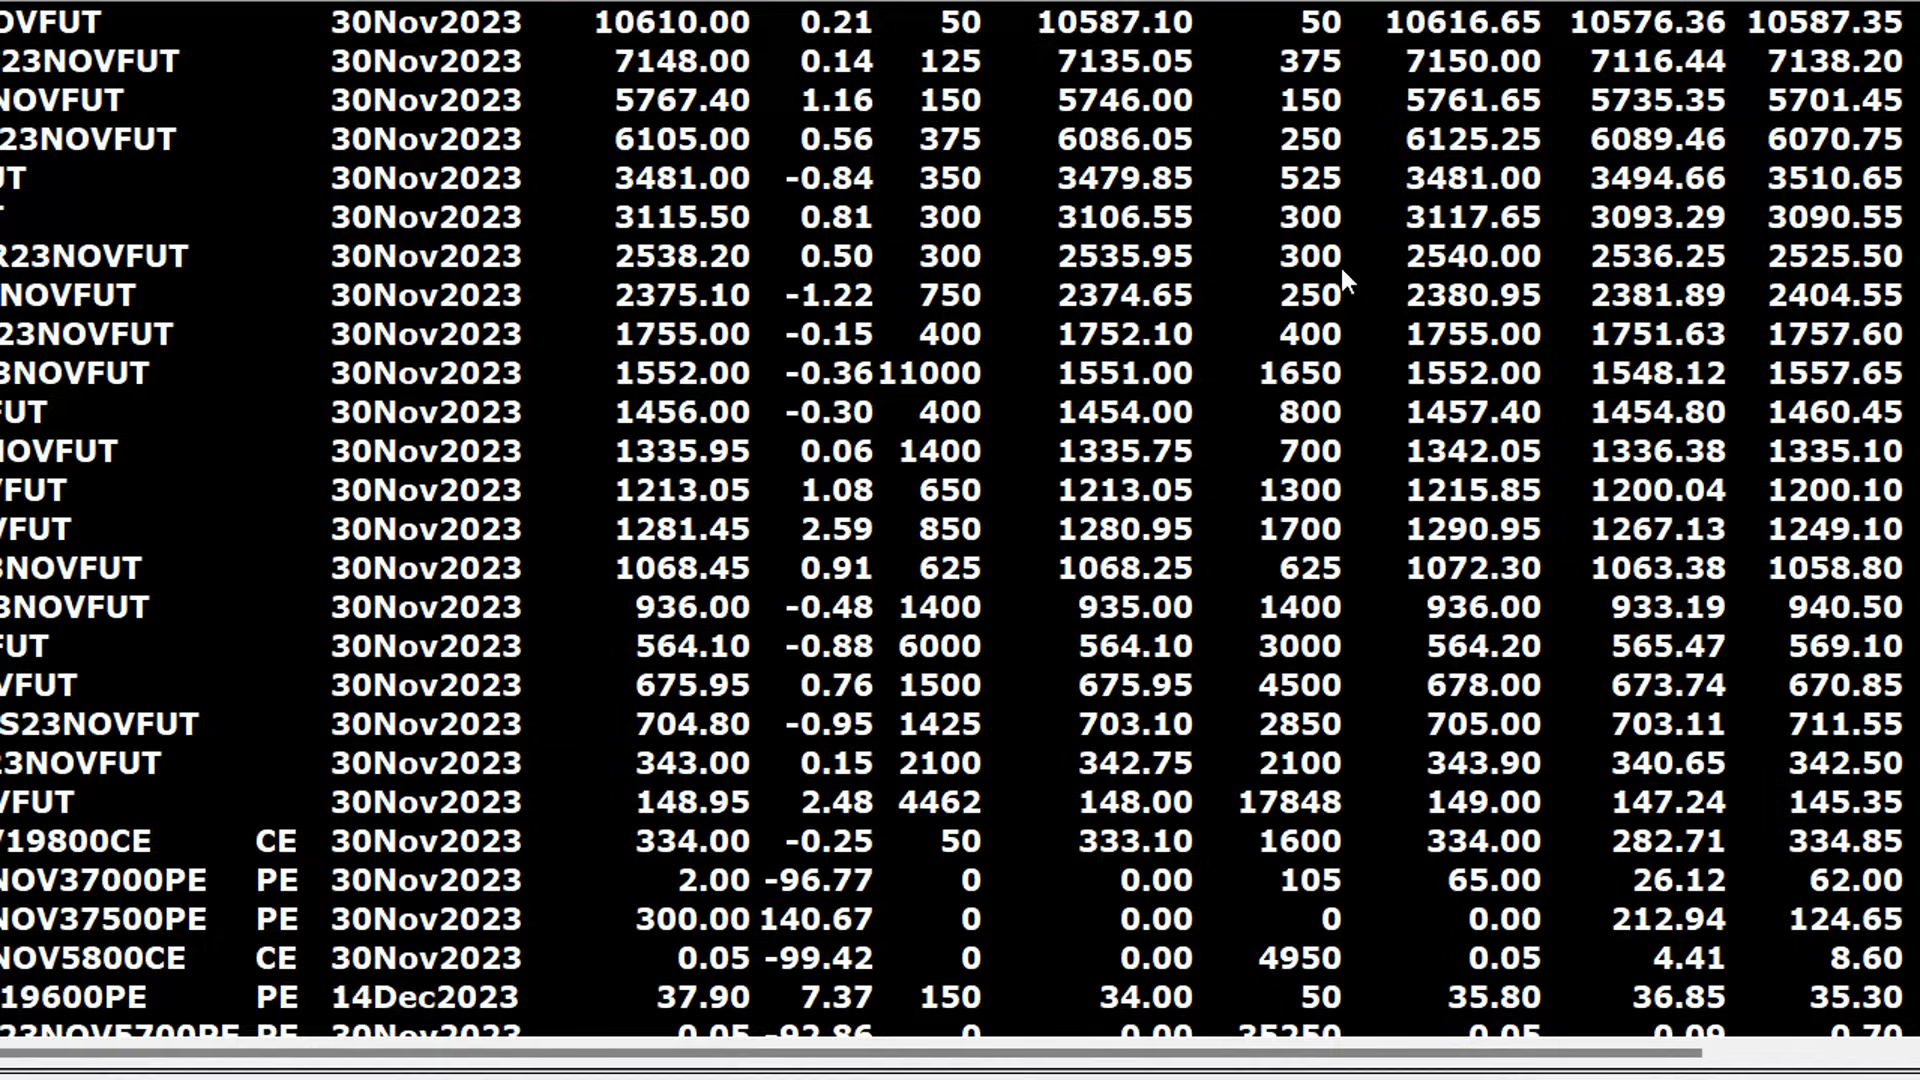 OVFUT 30Nov2023 10610.00 0.21 50 10587.10 50 10616.65 10576.36 10587.35
23NOVFUT 30Nov2023 7148.00 0.14 125 7135.05 375 7150.00 7116.44 7138.20
NOVFUT 30Nov2023 5767.40 1.16 150 5746.00 150 5761.65 5735.35 5701.45
23NOVFUT 30Nov2023 6105.00 0.56 375 6086.05 250 6125.25 6089.46 6070.75
UT 30Nov2023 3481.00 -0.84 350 3479.85 525 3481.00 3494.66 3510.65
30Nov2023 3115.50 0.81 300 3106.55 300 3117.65 3093.29 3090.55
R23NOVFUT 30Nov2023 2538.20 0.50 300 2535.95 300 2540.00 2536.25 2525.50
NOVFUT 30Nov2023 2375.10 -1.22 750 2374.65 250 2380.95 2381.89 2404.55
23NOVFUT 30Nov2023 1755.00 -0.15 400 1752.10 400 1755.00 1751.63 1757.60
3NOVFUT 30Nov2023 1552.00 -0.36 11000 1551.00 1650 1552.00 1548.12 1557.65
FUT 30Nov2023 1456.00 -0.30 400 1454.00 800 1457.40 1454.80 1460.45
NOVFUT 30Nov2023 1335.95 0.06 1400 1335.75 700 1342.05 1336.38 1335.10
VFUT 30Nov2023 1213.05 1.08 650 1213.05 1300 1215.85 1200.04 1200.10
VFUT 30Nov2023 1281.45 2.59 850 1280.95 1700 1290.95 1267.13 1249.10
3NOVFUT 30Nov2023 1068.45 0.91 625 1068.25 625 1072.30 1063.38 1058.80
3NOVFUT 30Nov2023 936.00 -0.48 1400 935.00 1400 936.00 933.19 940.50
FUT 30Nov2023 564.10 -0.88 6000 564.10 3000 564.20 565.47 569.10
VFUT 30Nov2023 675.95 0.76 1500 675.95 4500 678.00 673.74 670.85
S23NOVFUT 30Nov2023 704.80 -0.95 1425 703.10 2850 705.00 703.11 711.55
23NOVFUT 30Nov2023 343.00 0.15 2100 342.75 2100 343.90 340.65 342.50
VFUT 30Nov2023 148.95 2.48 4462 148.00 17848 149.00 147.24 145.35
V19800CE CE 30Nov2023 334.00 -0.25 50 333.10 1600 334.00 282.71 334.85
NOV37000PE PE 30Nov2023 2.00 -96.77 0 0.00 105 65.00 26.12 62.00
NOV37500PE PE 30Nov2023 300.00 140.67 0 0.00 0 0.00 212.94 124.65
NOV5800CE CE 30Nov2023 0.05 -99.42 0 0.00 4950 0.05 4.41 8.60
19600PE PE 14Dec2023 37.90 7.37 150 34.00 50 35.80 36.85 35.30
23NOV5700PE PE 30Nov2023 0.05 -92.86 0 0.00 35250 0.05 0.09 0.70